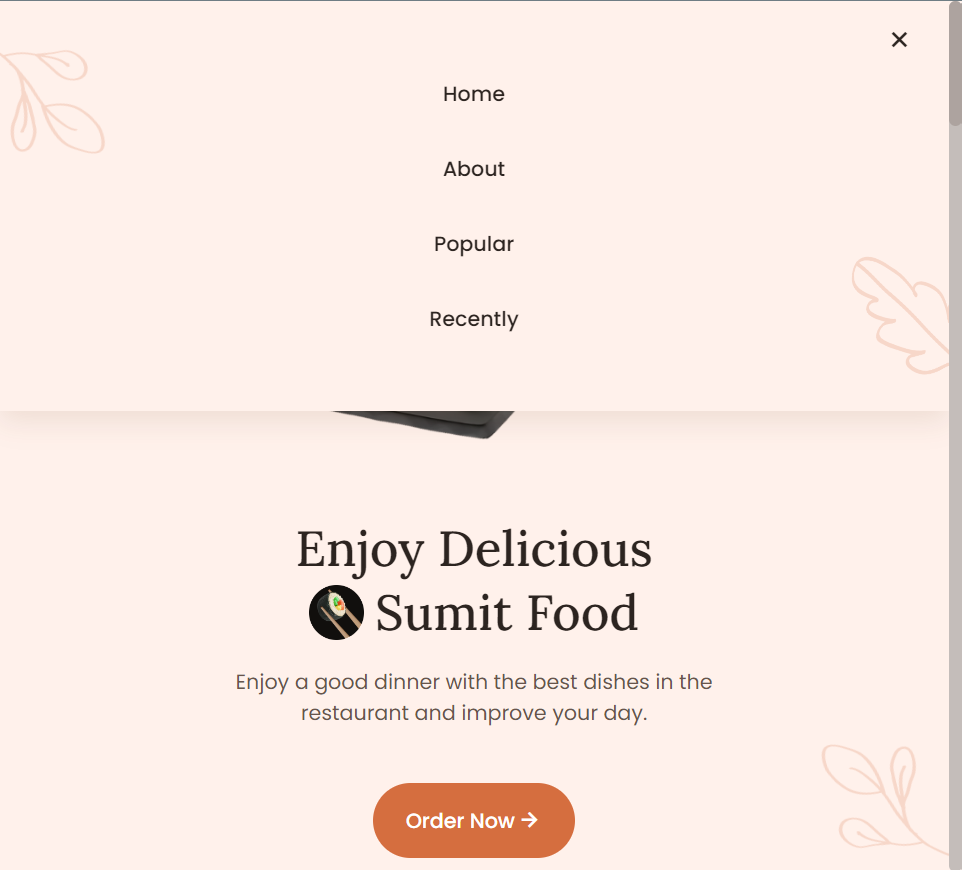 Home
About
Popular
Recently
Enjoy Delicious
Sumit Food
Enjoy a good dinner with the best dishes in the
restaurant and improve your day.
Order Now →